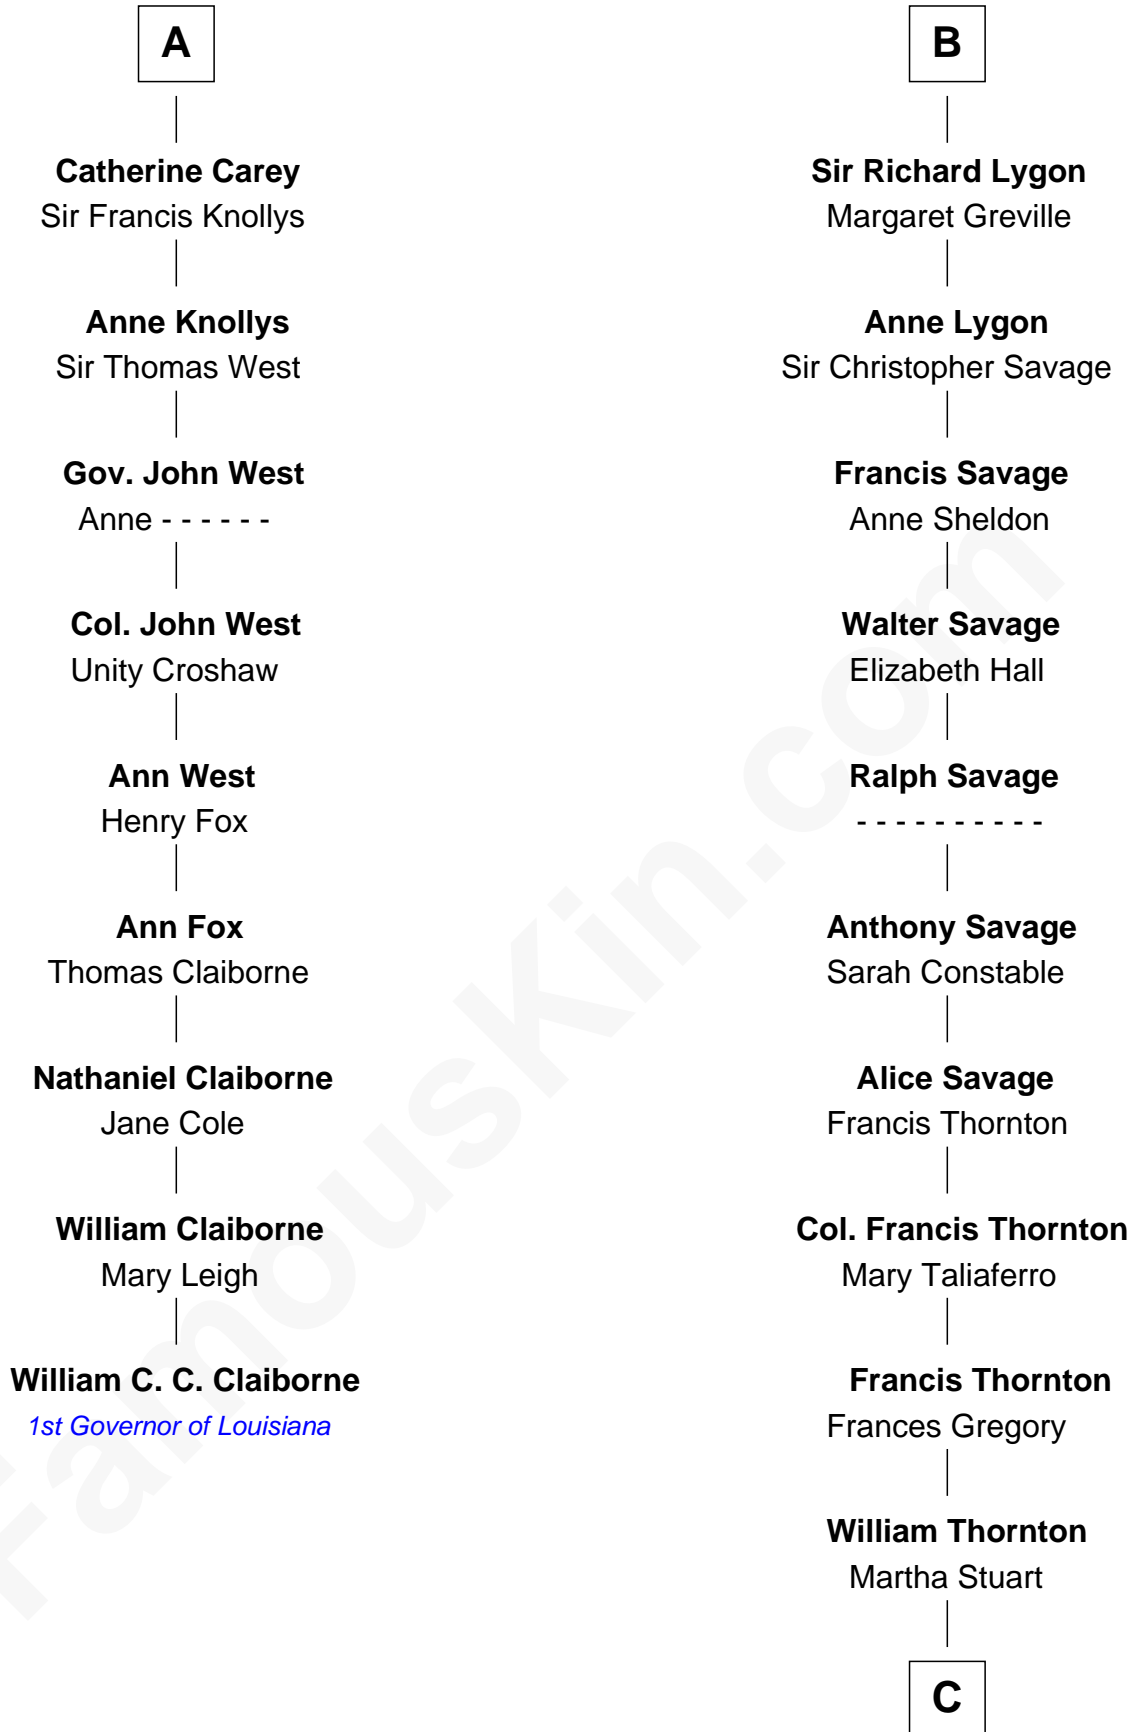 A
Catherine Carey
Sir Francis Knollys
Anne Knollys
Sir Thomas West
Gov. John West
Anne - - - - - -
Col. John West
Unity Croshaw
Ann West
Henry Fox
Ann Fox
Thomas Claiborne
Nathaniel Claiborne
Jane Cole
William Claiborne
Mary Leigh
William C. C. Claiborne
1st Governor of Louisiana
B
Sir Richard Lygon
Margaret Greville
Anne Lygon
Sir Christopher Savage
Francis Savage
Anne Sheldon
Walter Savage
Elizabeth Hall
Ralph Savage
- - - - - - - - - -
Anthony Savage
Sarah Constable
Alice Savage
Francis Thornton
Col. Francis Thornton
Mary Taliaferro
Francis Thornton
Frances Gregory
William Thornton
Martha Stuart
C
FamousKin.com